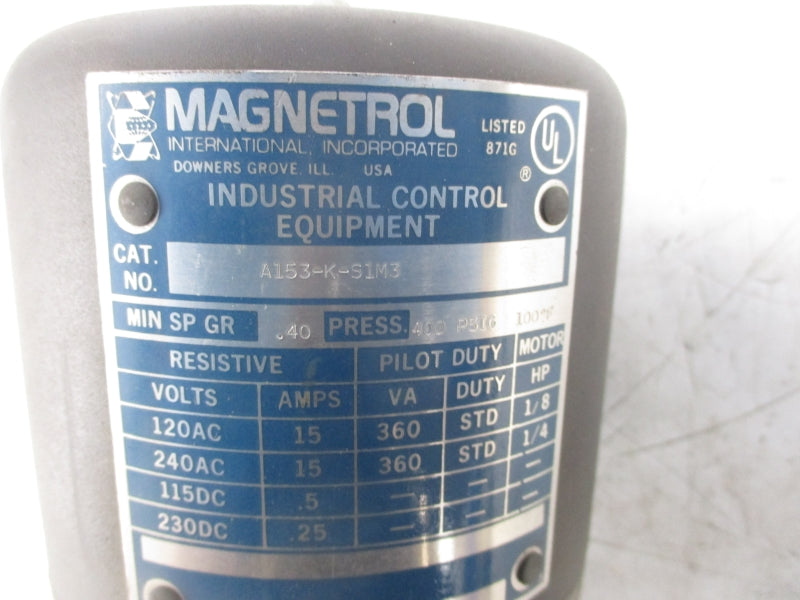 MAGNETROL
INTERNATIONAL, INCORPORATED
DOWNERS GROVE, ILL. USA
LISTED
871G
UL
®
INDUSTRIAL CONTROL
EQUIPMENT
CAT. NO. A153-K-S1M3
MIN SP GR .40 PRESS. 400 PSIG 100°F
RESISTIVE PILOT DUTY MOTOR
VOLTS AMPS VA DUTY HP
120AC 15 360 STD 1/8
240AC 15 360 STD 1/4
115DC .5 — — —
230DC .25 — — —